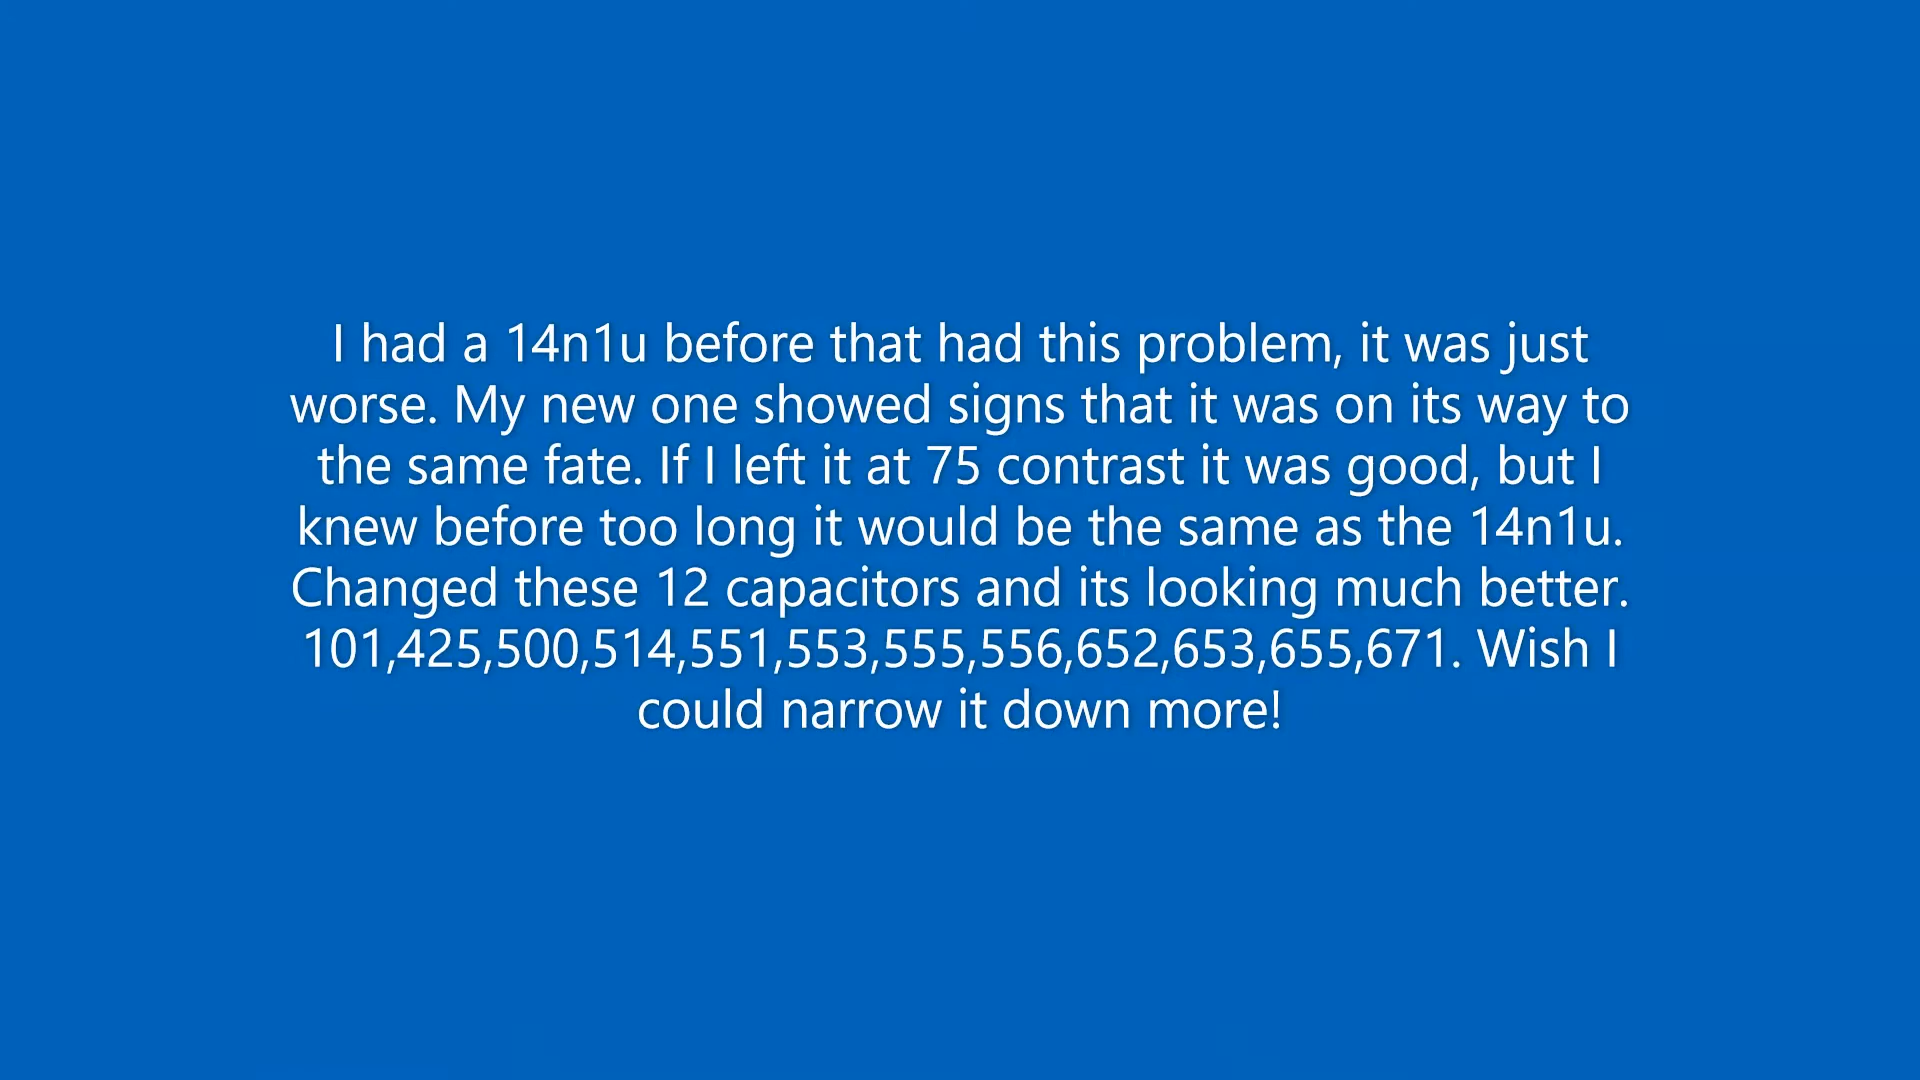 I had a 14n1u before that had this problem, it was just
worse. My new one showed signs that it was on its way to
the same fate. If I left it at 75 contrast it was good, but I
knew before too long it would be the same as the 14n1u.
Changed these 12 capacitors and its looking much better.
101,425,500,514,551,553,555,556,652,653,655,671. Wish I
could narrow it down more!